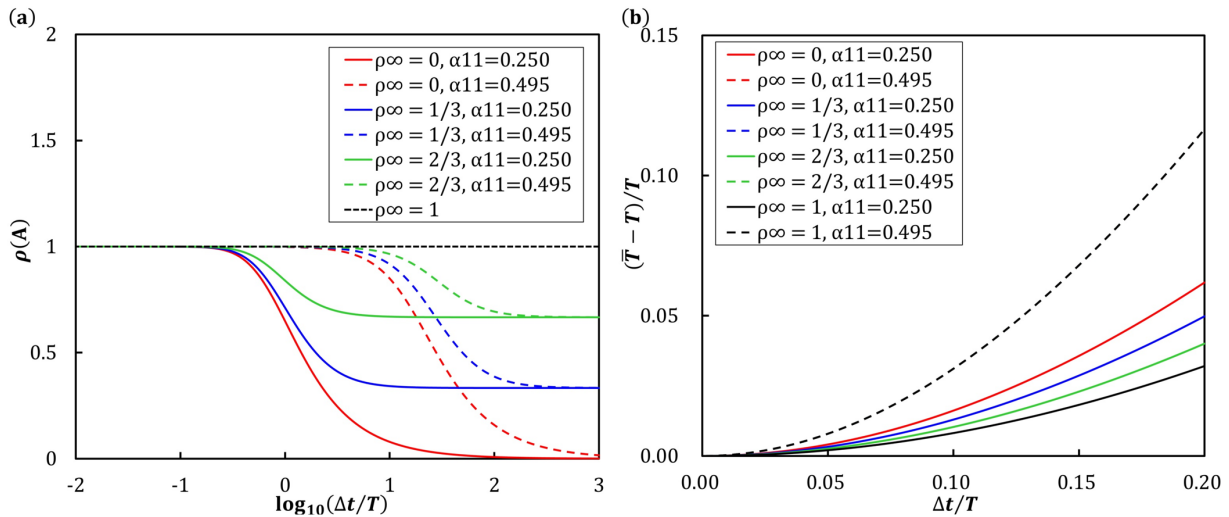 (a)
2
1.5
1
0.5
0
ρ(A)
-2
-1
0
1
2
3
log₁₀(Δt/T)
ρ∞ = 0, α11=0.250
ρ∞ = 0, α11=0.495
ρ∞ = 1/3, α11=0.250
ρ∞ = 1/3, α11=0.495
ρ∞ = 2/3, α11=0.250
ρ∞ = 2/3, α11=0.495
ρ∞ = 1
(b)
0.15
0.10
0.05
0.00
(T̿ − T)/T
0.00
0.05
0.10
0.15
0.20
Δt/T
ρ∞ = 0, α11=0.250
ρ∞ = 0, α11=0.495
ρ∞ = 1/3, α11=0.250
ρ∞ = 1/3, α11=0.495
ρ∞ = 2/3, α11=0.250
ρ∞ = 2/3, α11=0.495
ρ∞ = 1, α11=0.250
ρ∞ = 1, α11=0.495